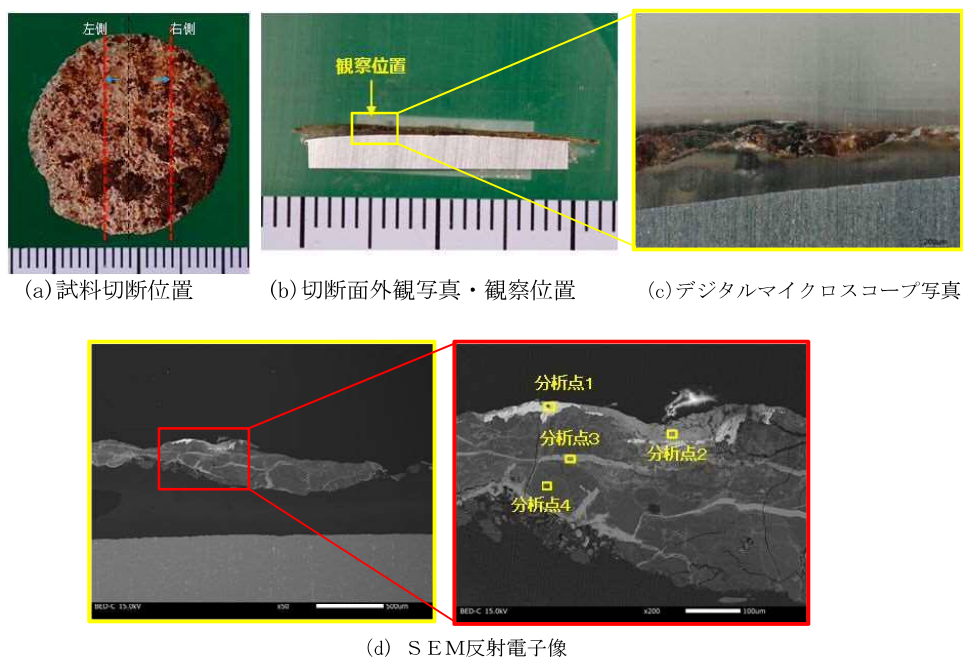 左側
右側
観察位置
200μm
(a)試料切断位置
(b)切断面外観写真・観察位置
(c)デジタルマイクロスコープ写真
分析点1
分析点3
分析点2
分析点4
BED-C 15.0kV x50 500μm
BED-C 15.0kV x200 100μm
(d) ＳＥＭ反射電子像